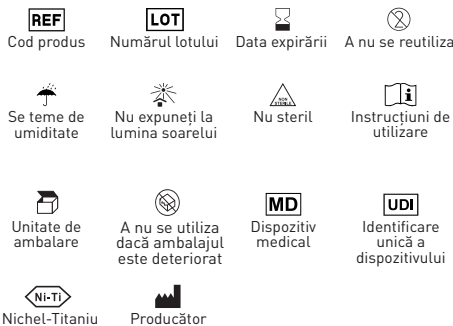 REF LOT
Cod produs Numărul lotului Data expirării A nu se reutiliza
NON
STERILE
Se teme de Nu expuneți la Nu steril Instrucțiuni de
umiditate lumina soarelui utilizare
MD UDI
Unitate de A nu se utiliza Dispozitiv Identificare
ambalare dacă ambalajul medical unică a
este deteriorat dispozitivului
Ni-Ti
Nichel-Titaniu Producător